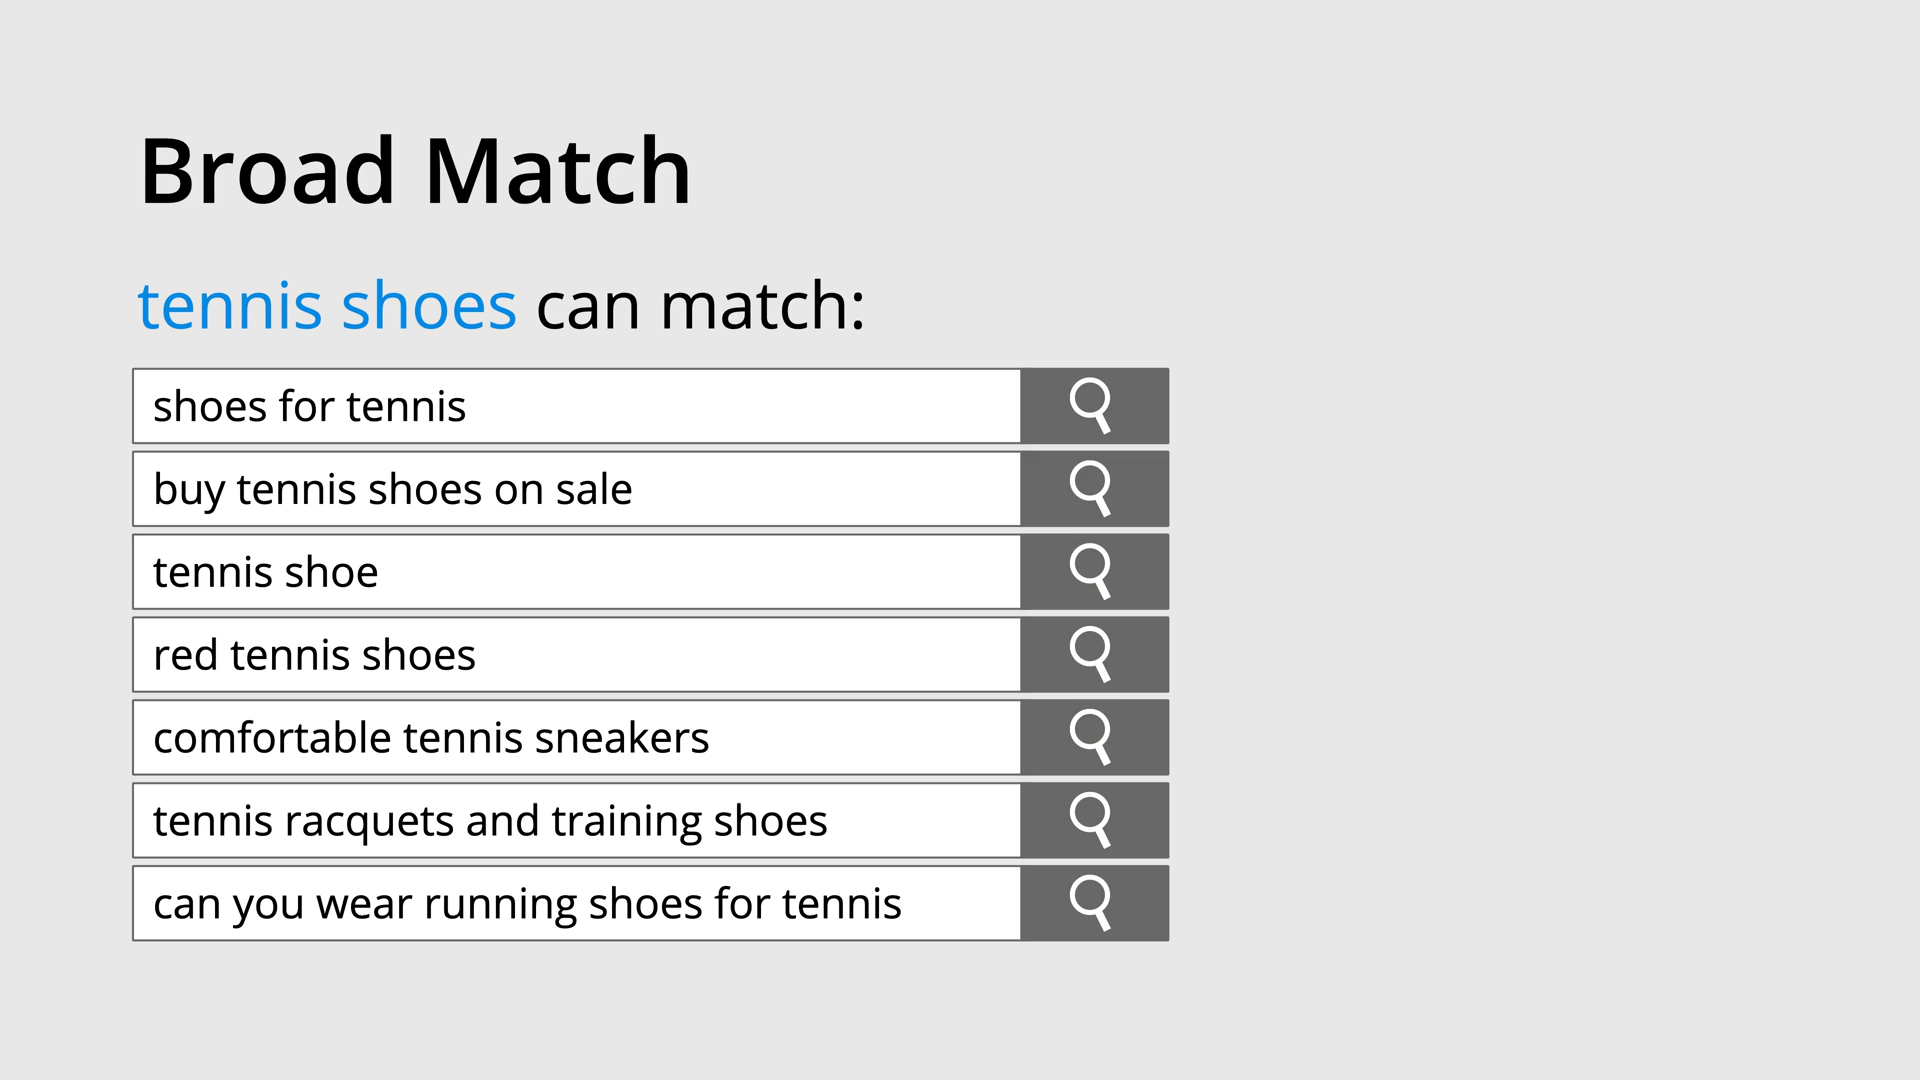 Broad Match
tennis shoes can match:
shoes for tennis
buy tennis shoes on sale
tennis shoe
red tennis shoes
comfortable tennis sneakers
tennis racquets and training shoes
can you wear running shoes for tennis